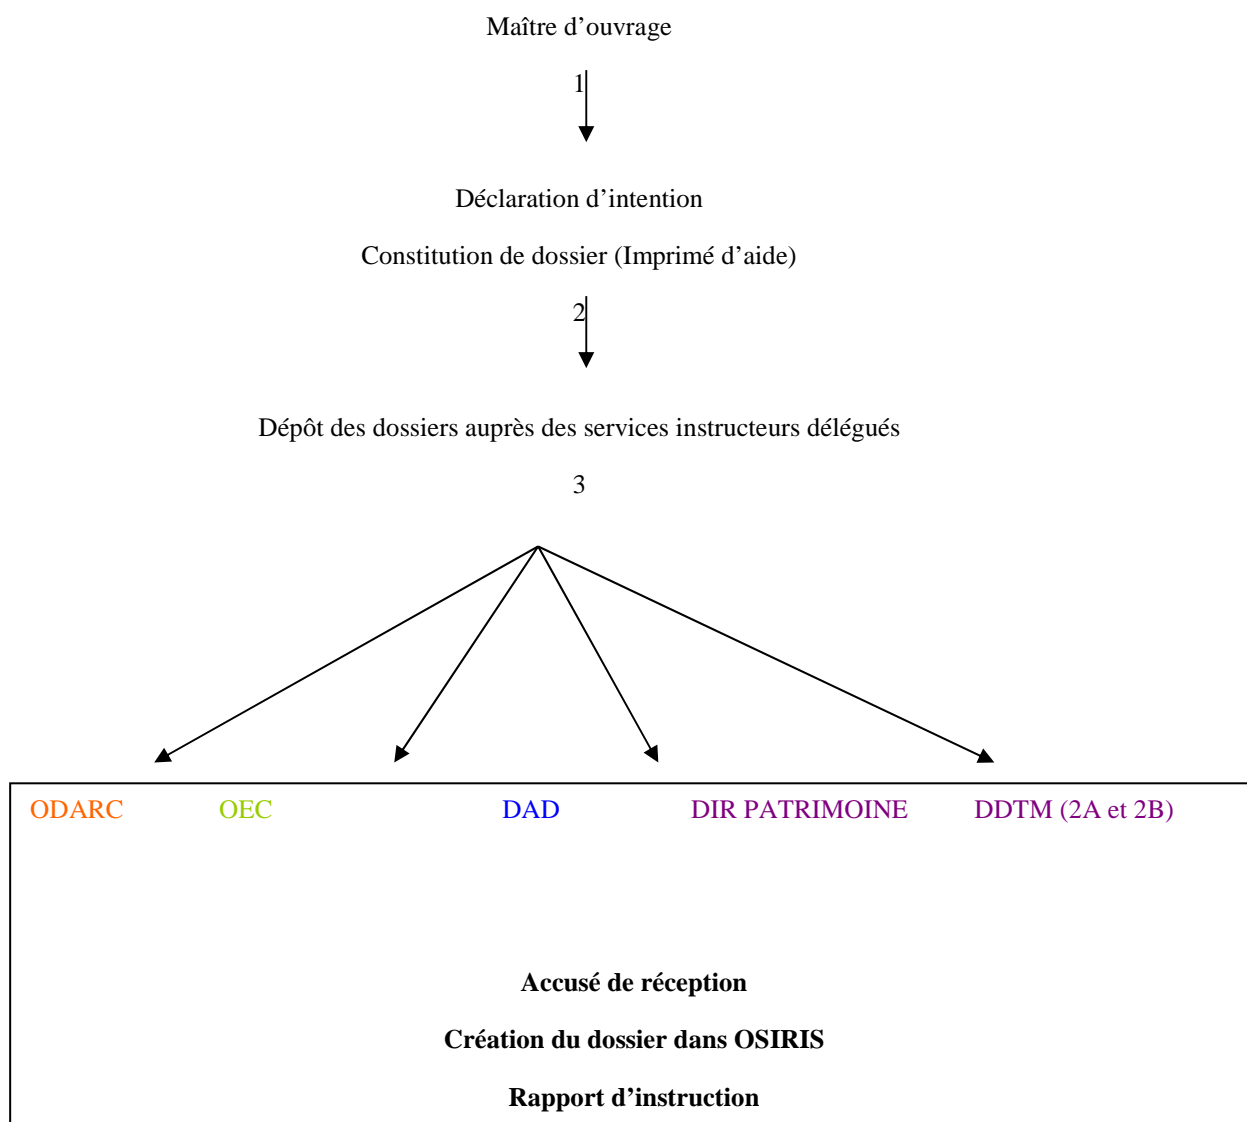 Maître d’ouvrage
1
Déclaration d’intention
Constitution de dossier (Imprimé d’aide)
2
Dépôt des dossiers auprès des services instructeurs délégués
3
ODARC OEC DAD DIR PATRIMOINE DDTM (2A et 2B)
Accusé de réception
Création du dossier dans OSIRIS
Rapport d’instruction